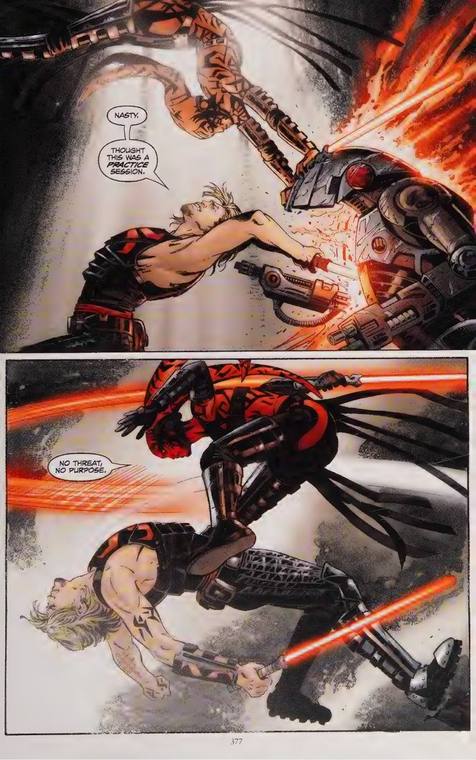 NASTY.
THOUGHT
THIS WAS A
PRACTICE
SESSION.
NO THREAT,
NO PURPOSE.
377